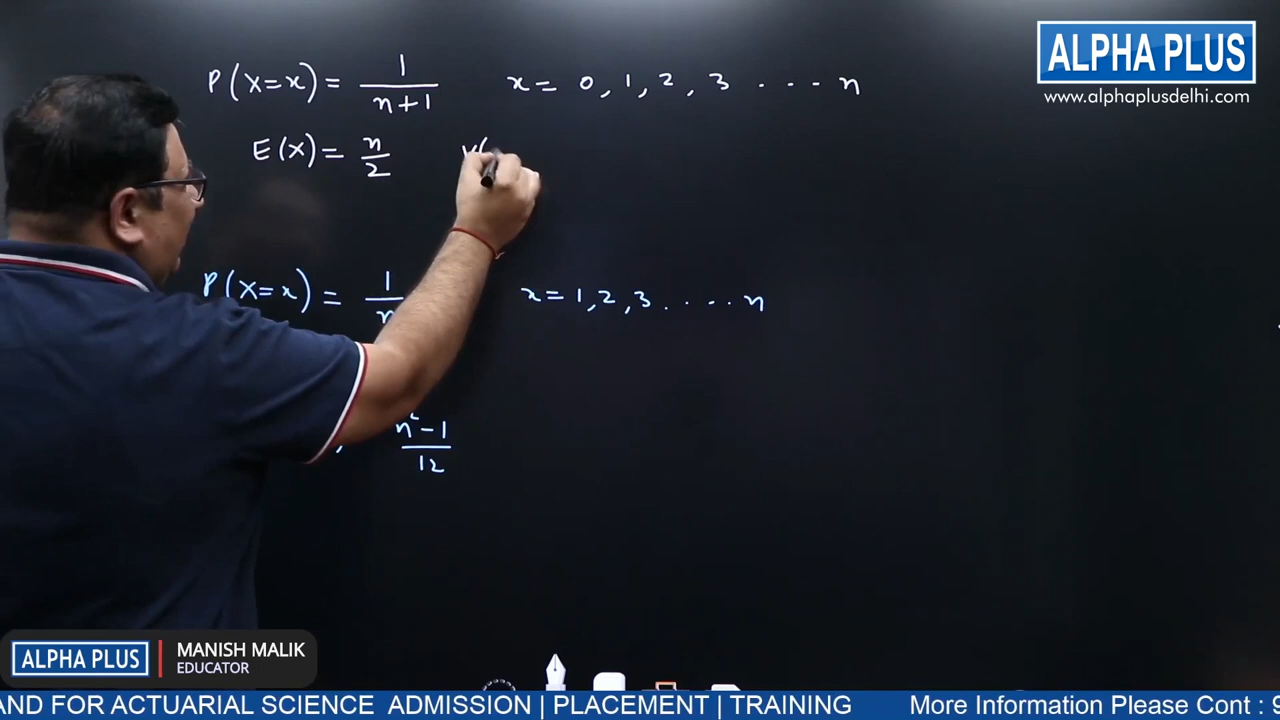 ALPHA PLUS
www.alphaplusdelhi.com
P(X=x) = 1/(n+1) x = 0, 1, 2, 3 .... n
E(X) = n/2 V(
P(X=x) = 1/n x = 1, 2, 3 ..... n
n²-1/12
ALPHA PLUS
MANISH MALIK
EDUCATOR
AND FOR ACTUARIAL SCIENCE ADMISSION | PLACEMENT | TRAINING More Information Please Cont : 9